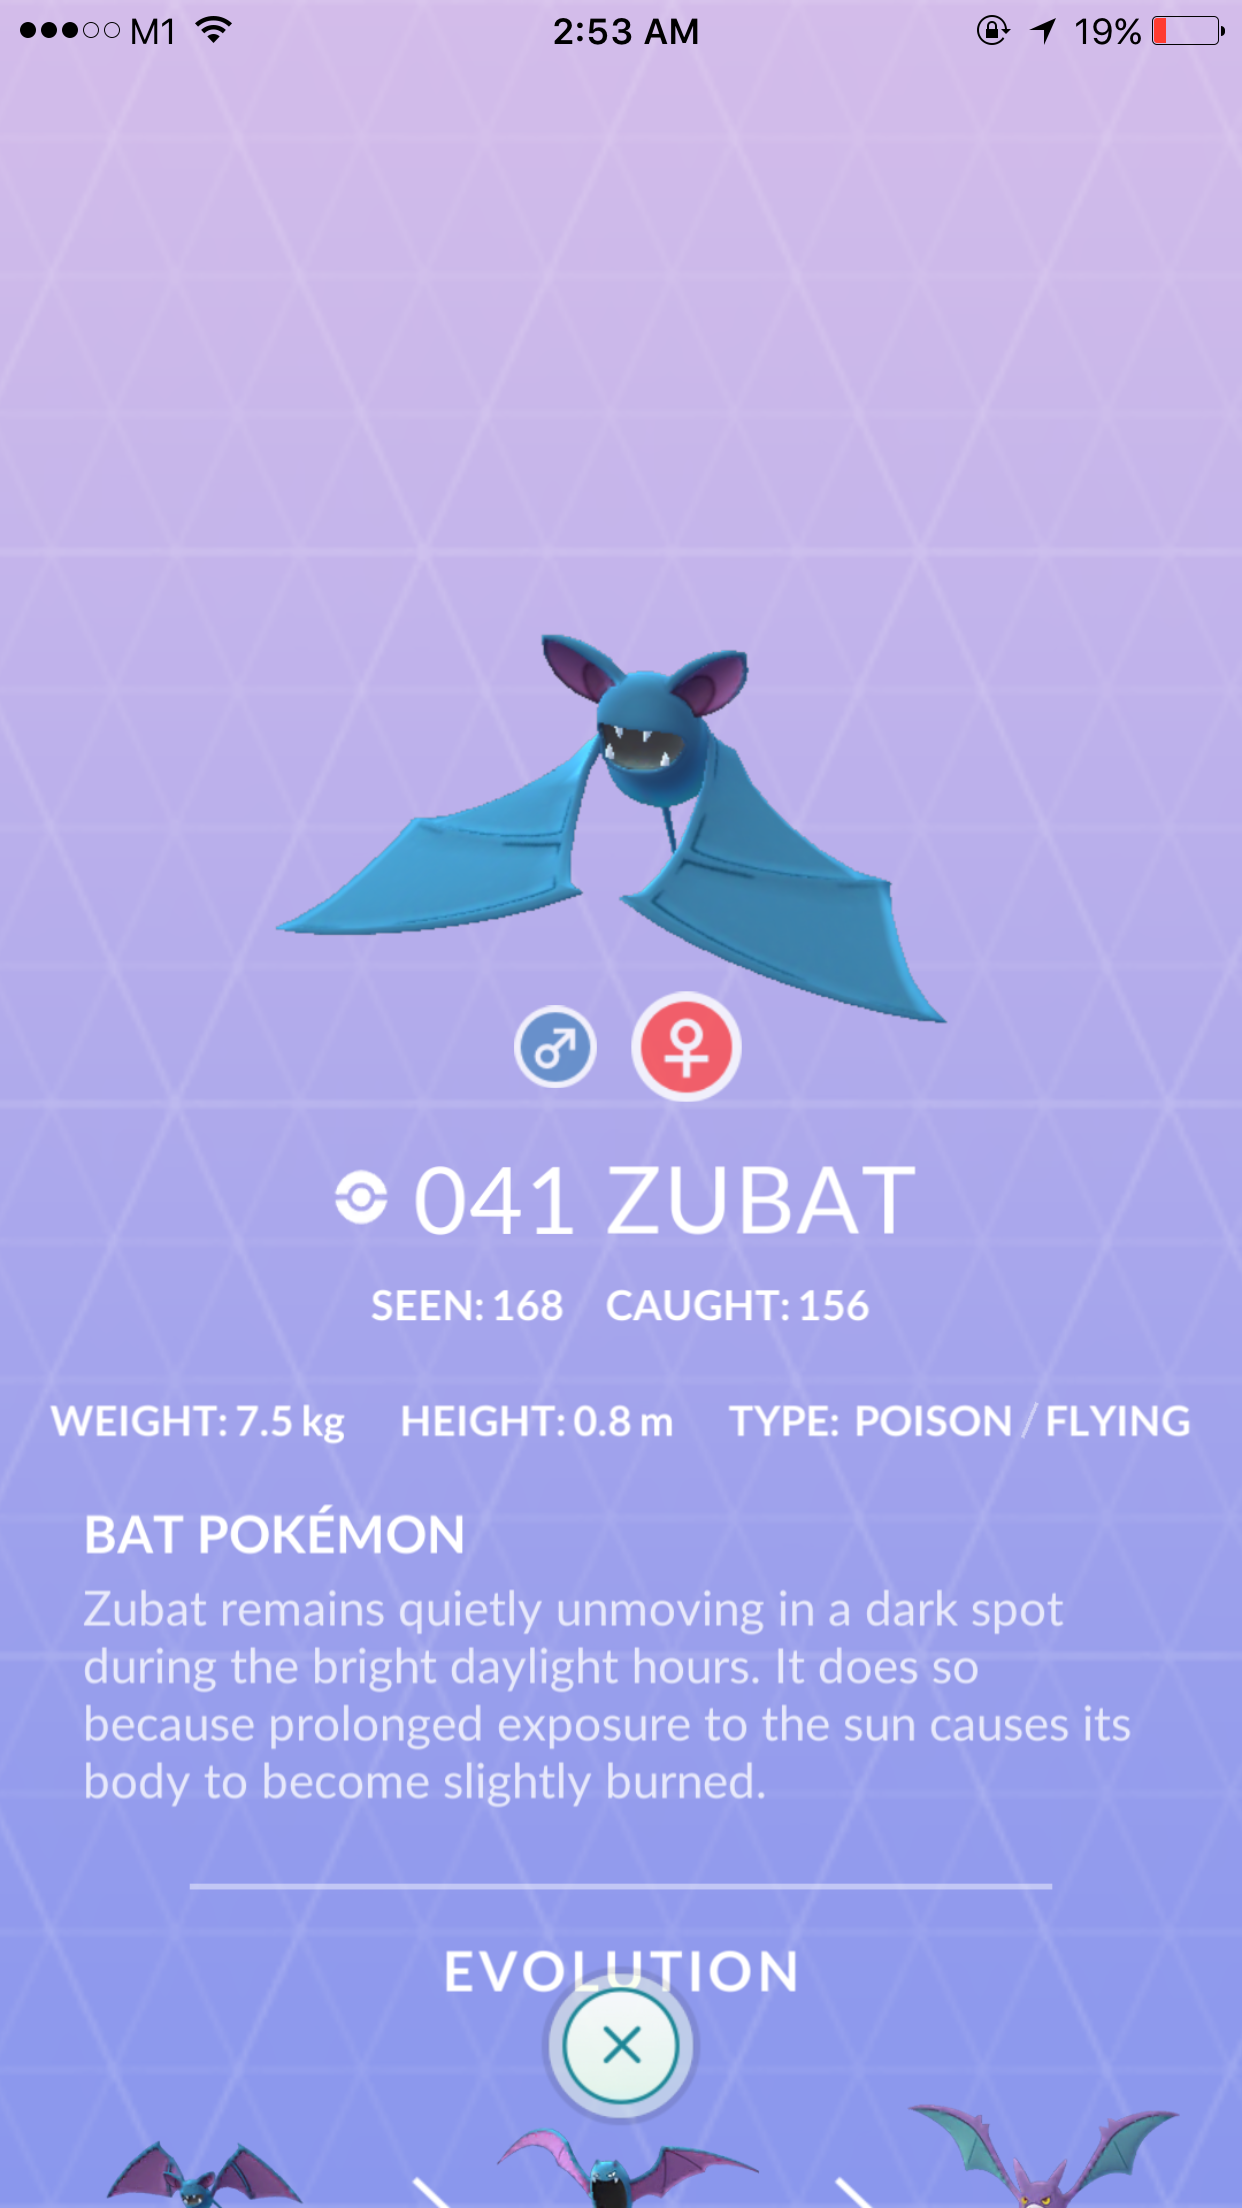 M1 2:53 AM 19%
041 ZUBAT
SEEN: 168 CAUGHT: 156
WEIGHT: 7.5 kg HEIGHT: 0.8 m TYPE: POISON / FLYING
BAT POKÉMON
Zubat remains quietly unmoving in a dark spot
during the bright daylight hours. It does so
because prolonged exposure to the sun causes its
body to become slightly burned.
EVOLUTION